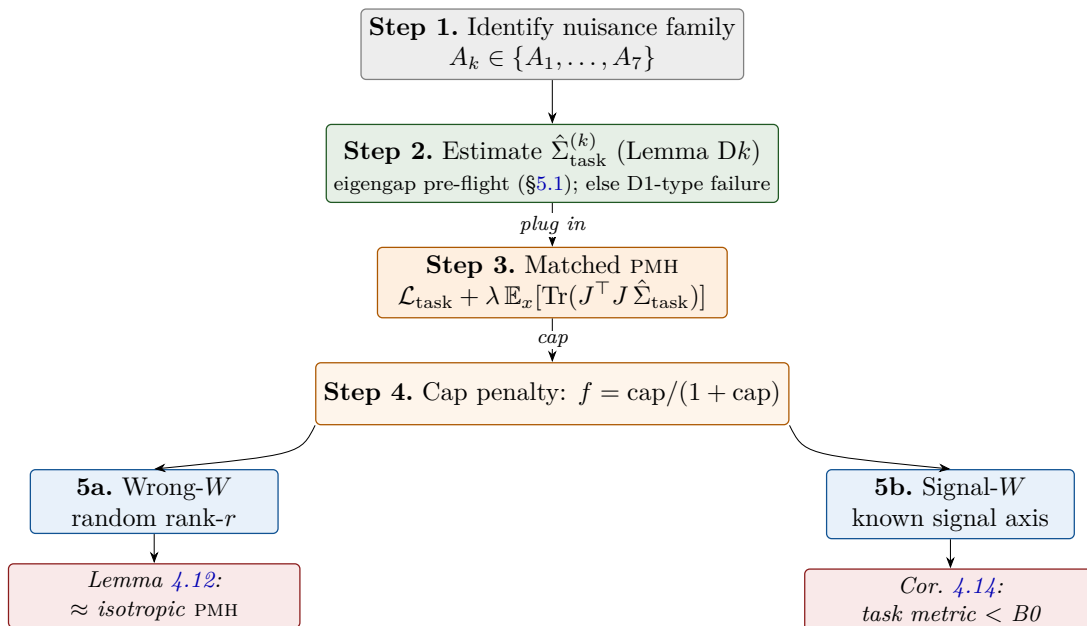 Step 1. Identify nuisance family
A_k ∈ {A_1, . . . , A_7}
Step 2. Estimate Σ̂_task^(k) (Lemma Dk)
eigengap pre-flight (§5.1); else D1-type failure
plug in
Step 3. Matched PMH
ℒ_task + λ 𝔼_x[Tr(J^⊤ J Σ̂_task)]
cap
Step 4. Cap penalty: f = cap/(1 + cap)
5a. Wrong-W
random rank-r
5b. Signal-W
known signal axis
Lemma 4.12:
≈ isotropic PMH
Cor. 4.14:
task metric < B0